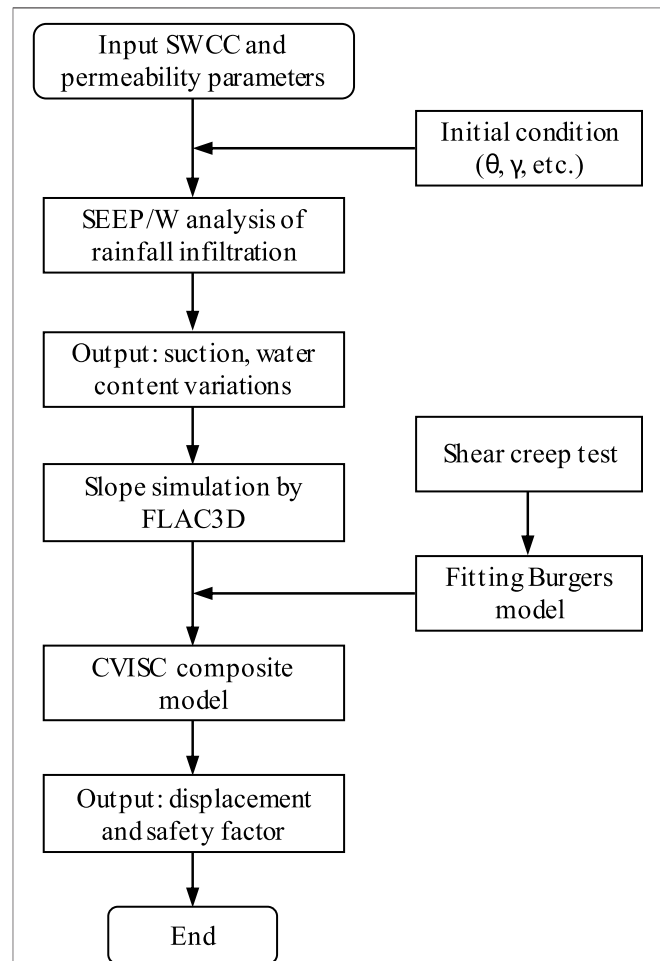 Input SWCC and
permeability parameters
Initial condition
(θ, γ, etc.)
SEEP/W analysis of
rainfall infiltration
Output: suction, water
content variations
Shear creep test
Slope simulation by
FLAC3D
Fitting Burgers
model
CVISC composite
model
Output: displacement
and safety factor
End